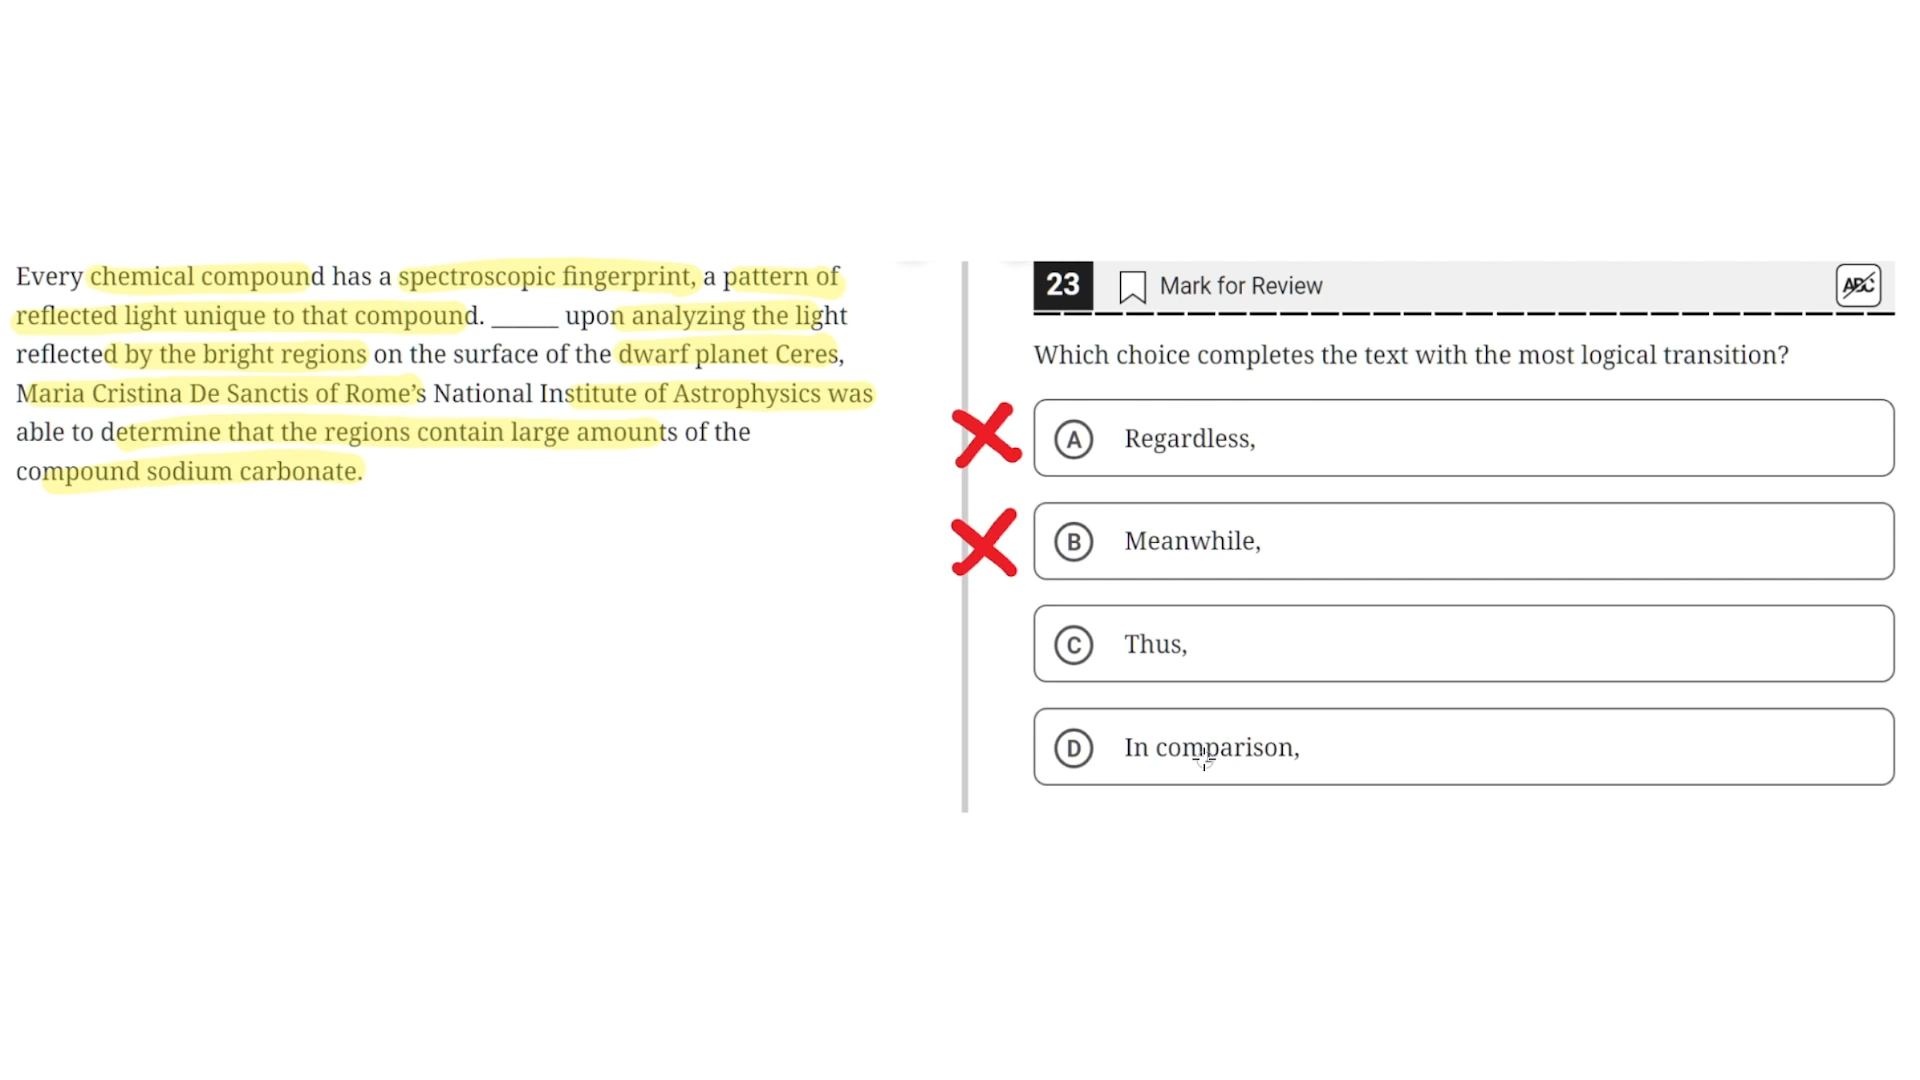 Every chemical compound has a spectroscopic fingerprint, a pattern of
reflected light unique to that compound. ______ upon analyzing the light
reflected by the bright regions on the surface of the dwarf planet Ceres,
Maria Cristina De Sanctis of Rome’s National Institute of Astrophysics was
able to determine that the regions contain large amounts of the
compound sodium carbonate.
23 Mark for Review ABC
Which choice completes the text with the most logical transition?
A Regardless,
B Meanwhile,
C Thus,
D In comparison,